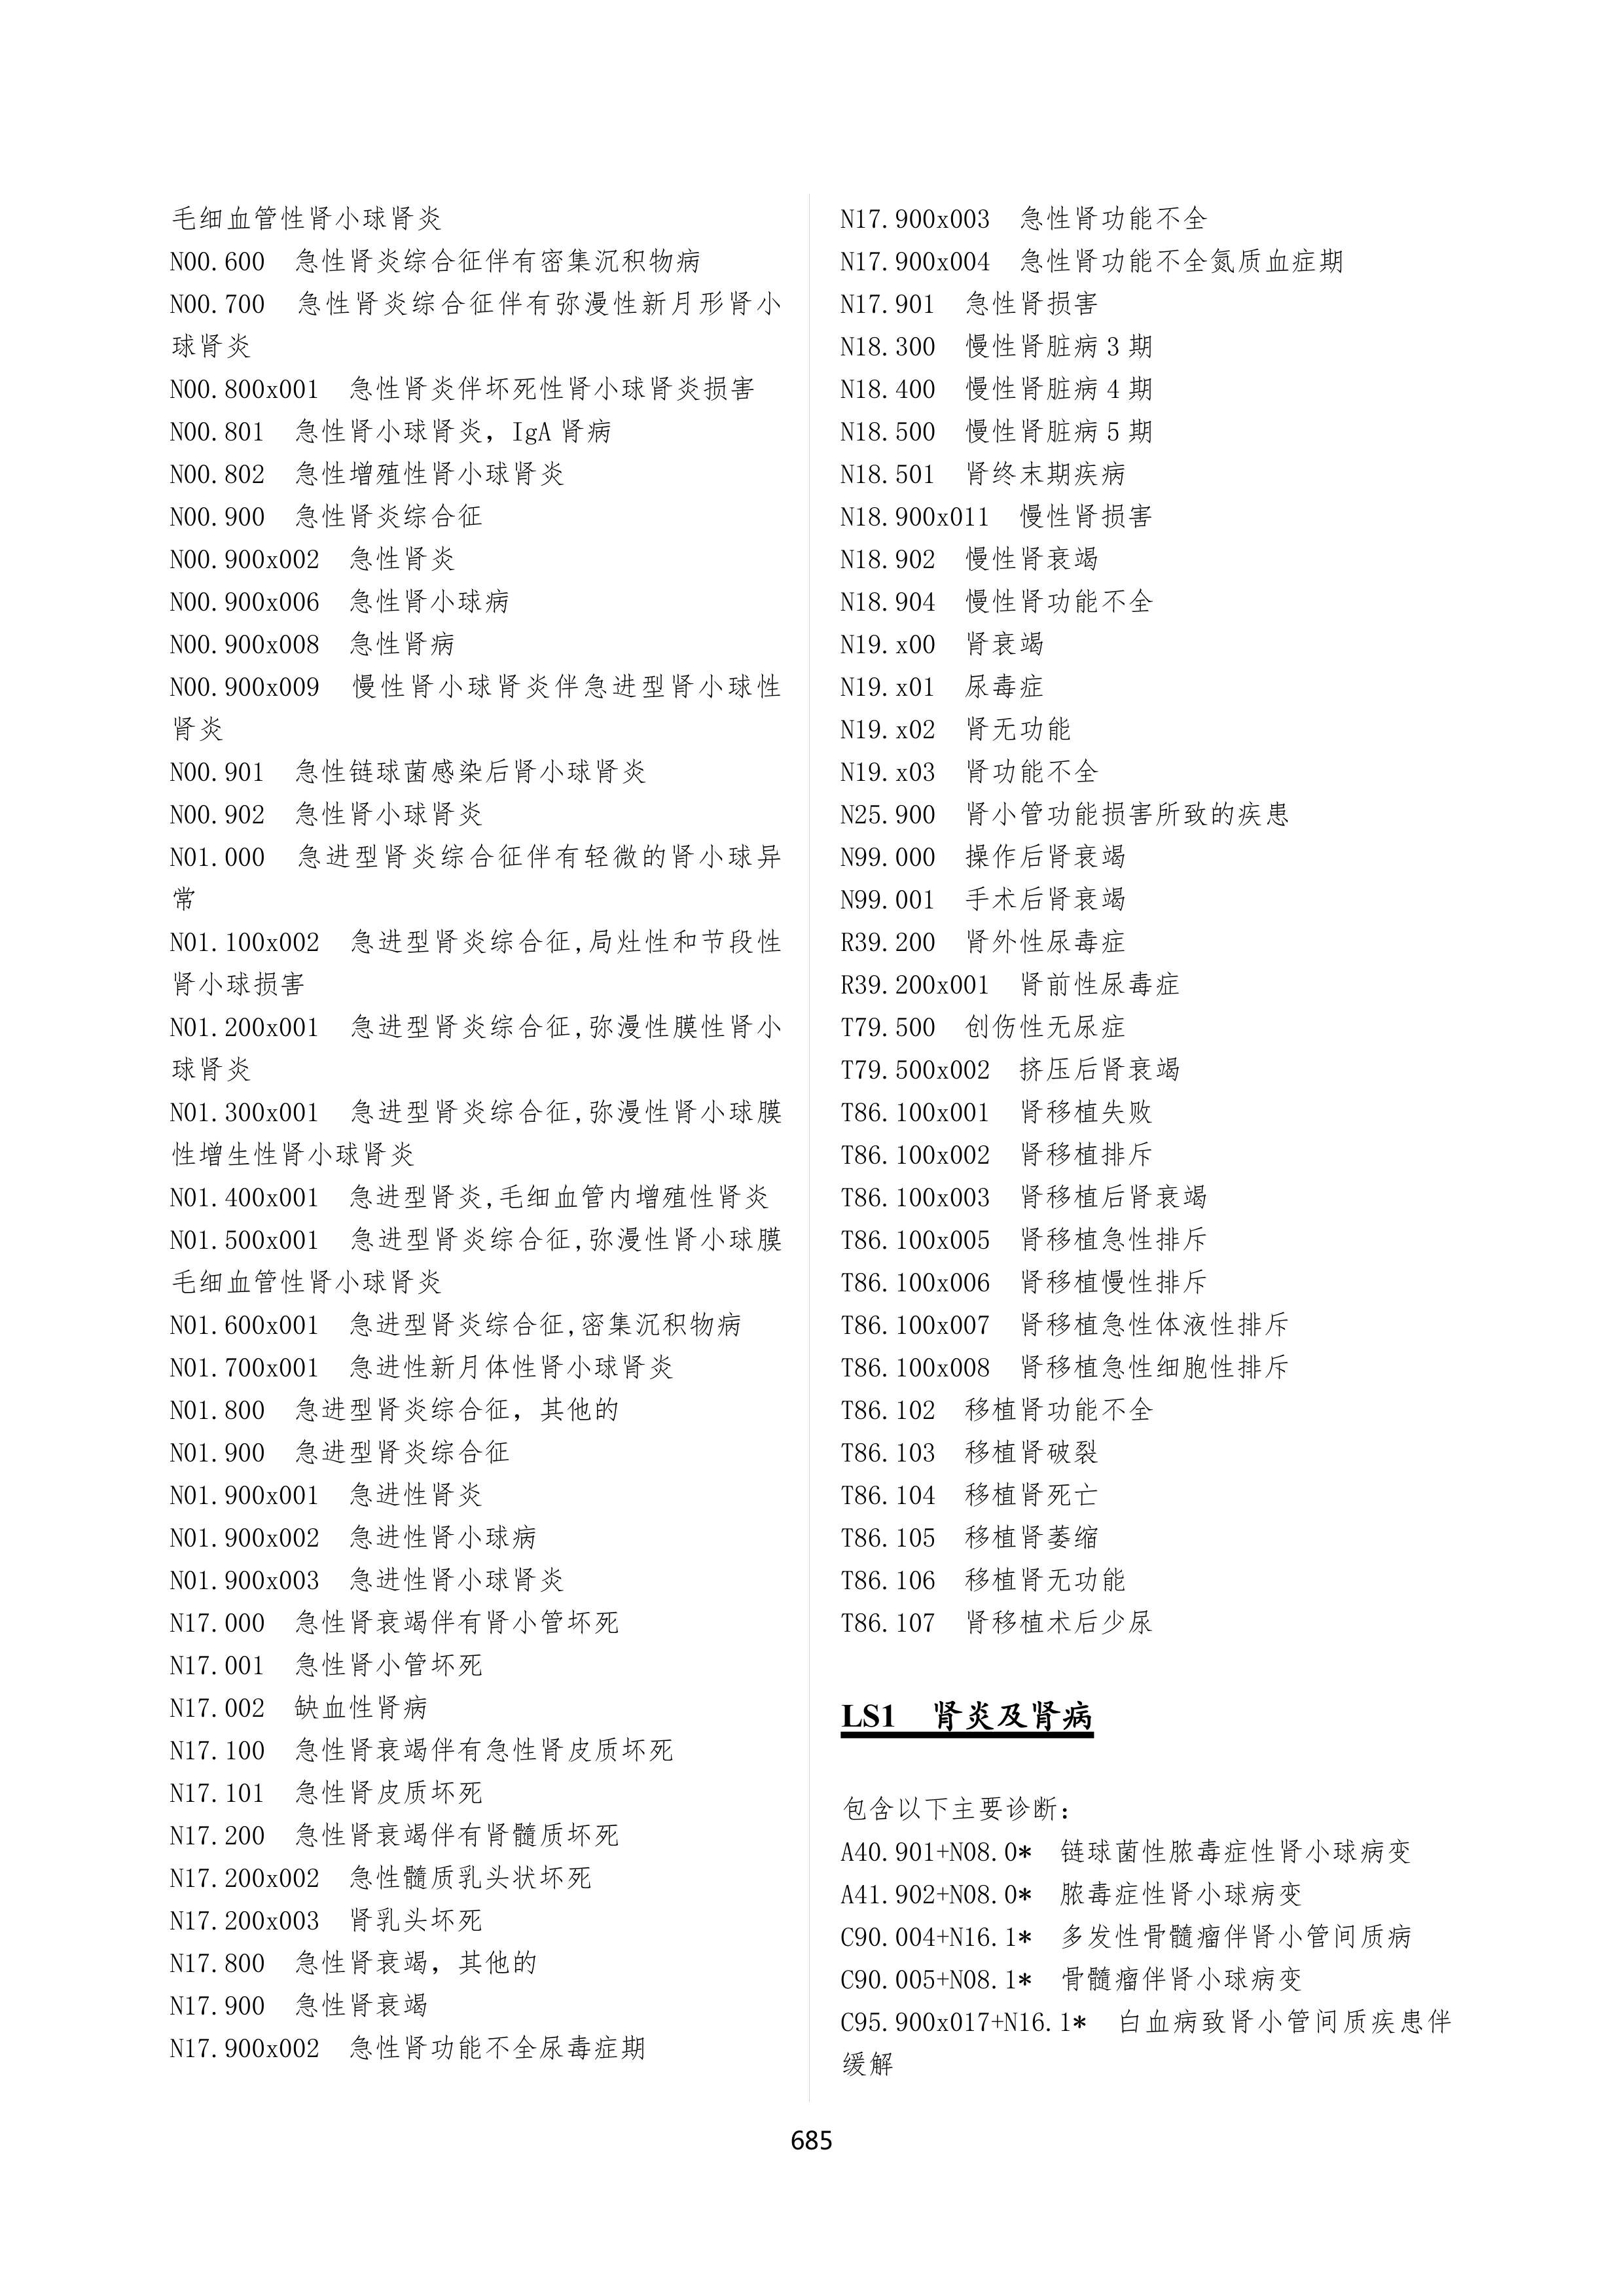 毛细血管性肾小球肾炎
N00.600　急性肾炎综合征伴有密集沉积物病
N00.700　急性肾炎综合征伴有弥漫性新月形肾小
球肾炎
N00.800x001　急性肾炎伴坏死性肾小球肾炎损害
N00.801　急性肾小球肾炎，IgA 肾病
N00.802　急性增殖性肾小球肾炎
N00.900　急性肾炎综合征
N00.900x002　急性肾炎
N00.900x006　急性肾小球病
N00.900x008　急性肾病
N00.900x009　慢性肾小球肾炎伴急进型肾小球性
肾炎
N00.901　急性链球菌感染后肾小球肾炎
N00.902　急性肾小球肾炎
N01.000　急进型肾炎综合征伴有轻微的肾小球异
常
N01.100x002　急进型肾炎综合征,局灶性和节段性
肾小球损害
N01.200x001　急进型肾炎综合征,弥漫性膜性肾小
球肾炎
N01.300x001　急进型肾炎综合征,弥漫性肾小球膜
性增生性肾小球肾炎
N01.400x001　急进型肾炎,毛细血管内增殖性肾炎
N01.500x001　急进型肾炎综合征,弥漫性肾小球膜
毛细血管性肾小球肾炎
N01.600x001　急进型肾炎综合征,密集沉积物病
N01.700x001　急进性新月体性肾小球肾炎
N01.800　急进型肾炎综合征，其他的
N01.900　急进型肾炎综合征
N01.900x001　急进性肾炎
N01.900x002　急进性肾小球病
N01.900x003　急进性肾小球肾炎
N17.000　急性肾衰竭伴有肾小管坏死
N17.001　急性肾小管坏死
N17.002　缺血性肾病
N17.100　急性肾衰竭伴有急性肾皮质坏死
N17.101　急性肾皮质坏死
N17.200　急性肾衰竭伴有肾髓质坏死
N17.200x002　急性髓质乳头状坏死
N17.200x003　肾乳头坏死
N17.800　急性肾衰竭，其他的
N17.900　急性肾衰竭
N17.900x002　急性肾功能不全尿毒症期
N17.900x003　急性肾功能不全
N17.900x004　急性肾功能不全氮质血症期
N17.901　急性肾损害
N18.300　慢性肾脏病 3 期
N18.400　慢性肾脏病 4 期
N18.500　慢性肾脏病 5 期
N18.501　肾终末期疾病
N18.900x011　慢性肾损害
N18.902　慢性肾衰竭
N18.904　慢性肾功能不全
N19.x00　肾衰竭
N19.x01　尿毒症
N19.x02　肾无功能
N19.x03　肾功能不全
N25.900　肾小管功能损害所致的疾患
N99.000　操作后肾衰竭
N99.001　手术后肾衰竭
R39.200　肾外性尿毒症
R39.200x001　肾前性尿毒症
T79.500　创伤性无尿症
T79.500x002　挤压后肾衰竭
T86.100x001　肾移植失败
T86.100x002　肾移植排斥
T86.100x003　肾移植后肾衰竭
T86.100x005　肾移植急性排斥
T86.100x006　肾移植慢性排斥
T86.100x007　肾移植急性体液性排斥
T86.100x008　肾移植急性细胞性排斥
T86.102　移植肾功能不全
T86.103　移植肾破裂
T86.104　移植肾死亡
T86.105　移植肾萎缩
T86.106　移植肾无功能
T86.107　肾移植术后少尿
LS1　肾炎及肾病
包含以下主要诊断：
A40.901+N08.0*　链球菌性脓毒症性肾小球病变
A41.902+N08.0*　脓毒症性肾小球病变
C90.004+N16.1*　多发性骨髓瘤伴肾小管间质病
C90.005+N08.1*　骨髓瘤伴肾小球病变
C95.900x017+N16.1*　白血病致肾小管间质疾患伴
缓解
685